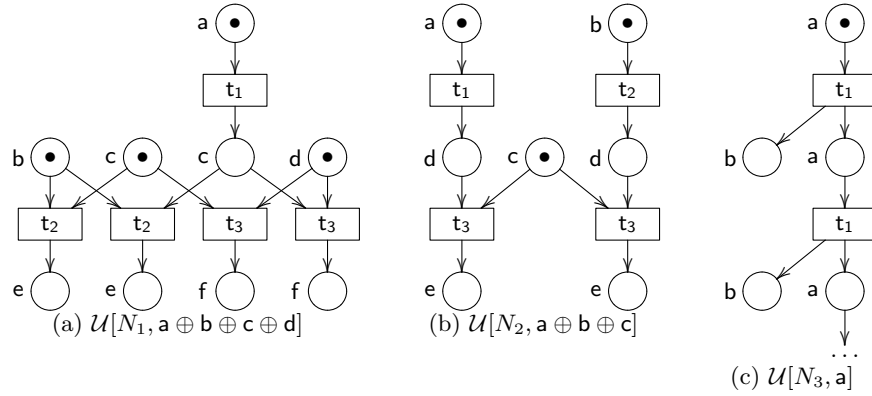 a
t1
b
c
c
d
t2
t2
t3
t3
e
e
f
f
(a) U[N1, a ⊕ b ⊕ c ⊕ d]
a
b
t1
t2
d
c
d
t3
t3
e
e
(b) U[N2, a ⊕ b ⊕ c]
a
t1
b
a
t1
b
a
...
(c) U[N3, a]